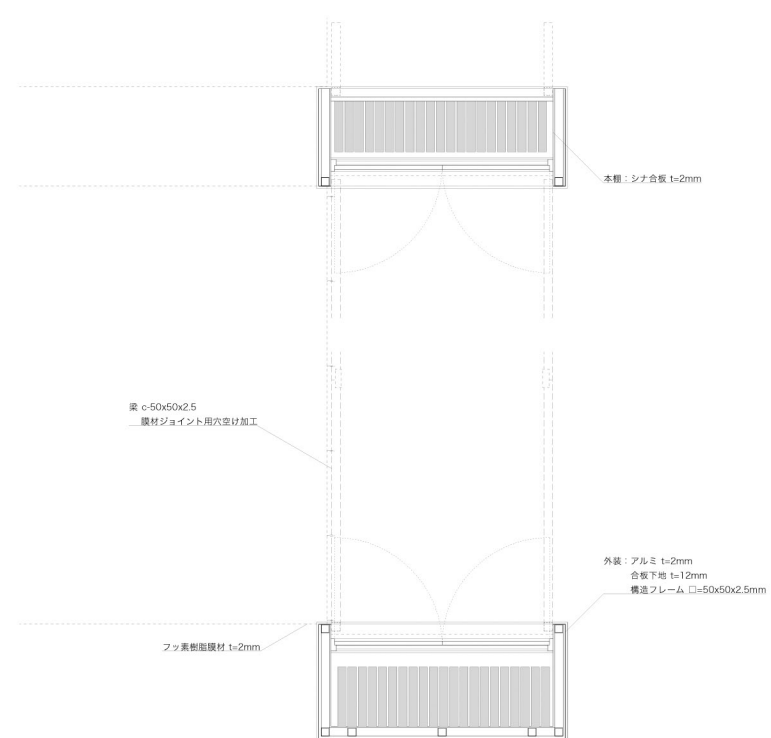 本棚：シナ合板 t=2mm
梁 c-50x50x2.5
膜材ジョイント用穴空け加工
外装：アルミ t=2mm
合板下地 t=12mm
構造フレーム □=50x50x2.5mm
フッ素樹脂膜材 t=2mm